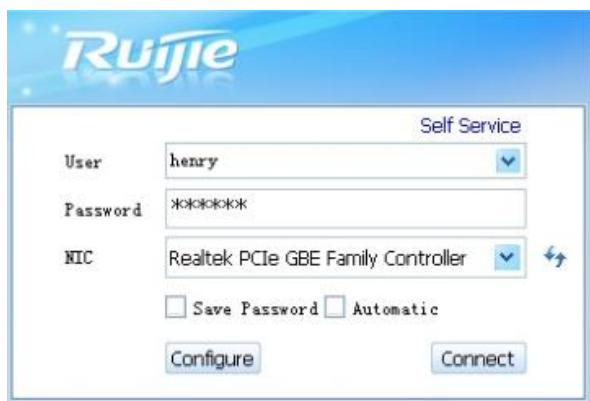 Ruijie
Self Service
User henry
Password ******
NIC Realtek PCIe GBE Family Controller
Save Password Automatic
Configure Connect